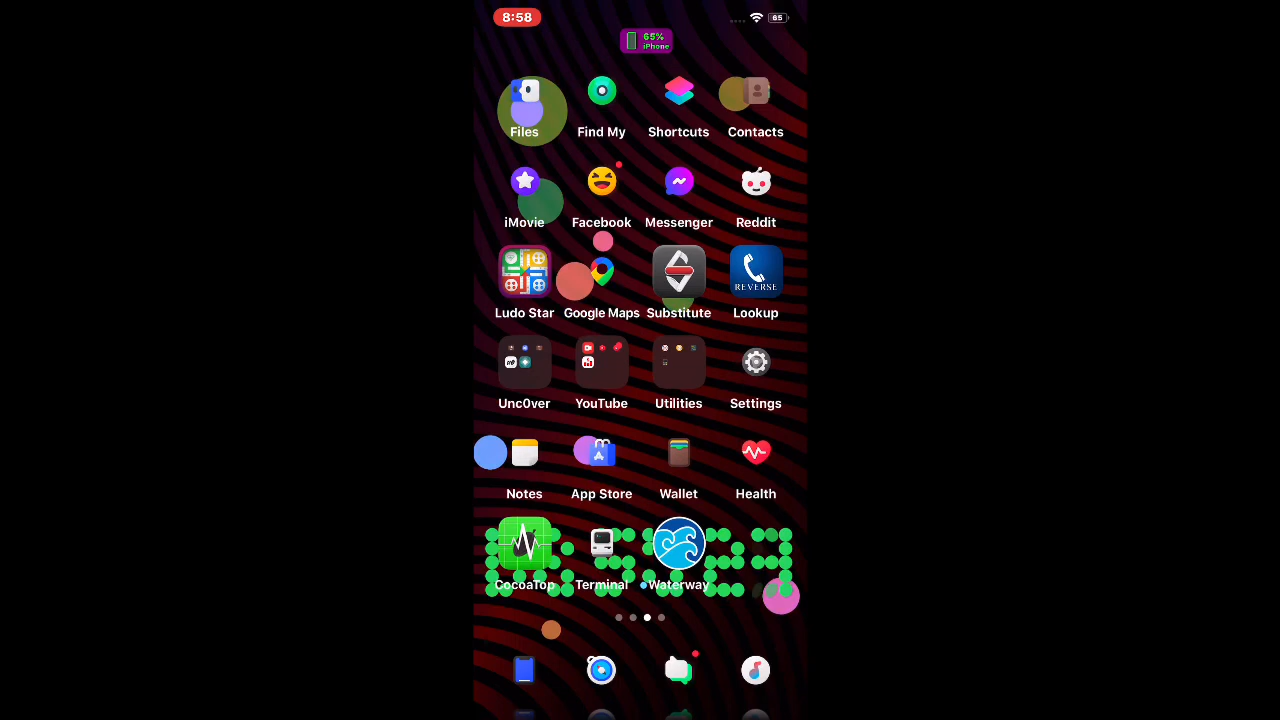 8:58
65
65%
iPhone
Files Find My Shortcuts Contacts
iMovie Facebook Messenger Reddit
REVERSE
Ludo Star Google Maps Substitute Lookup
Unc0ver YouTube Utilities Settings
Notes App Store Wallet Health
CocoaTop Terminal Waterway